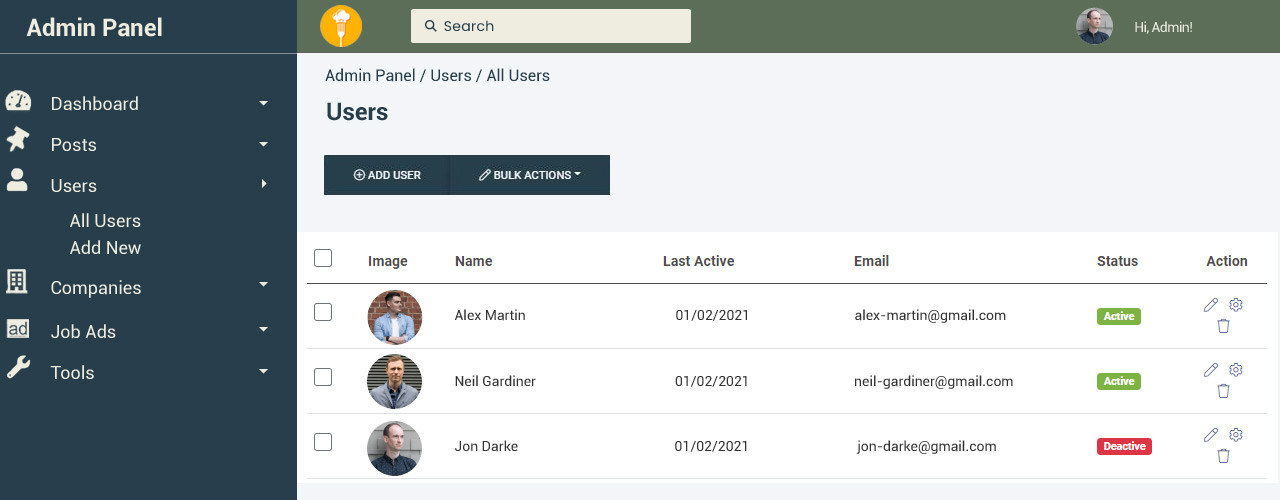 Admin Panel
Search
Hi, Admin!
Dashboard
Posts
Users
All Users
Add New
Companies
ad
Job Ads
Tools
Admin Panel / Users / All Users
Users
ADD USER
BULK ACTIONS
Image Name Last Active Email Status Action
Alex Martin 01/02/2021 alex-martin@gmail.com Active
Neil Gardiner 01/02/2021 neil-gardiner@gmail.com Active
Jon Darke 01/02/2021 jon-darke@gmail.com Deactive